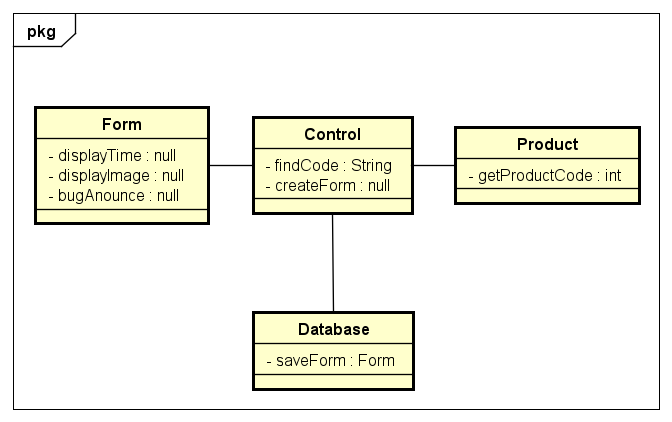 pkg
Form
- displayTime : null
- displayImage : null
- bugAnounce : null
Control
- findCode : String
- createForm : null
Product
- getProductCode : int
Database
- saveForm : Form